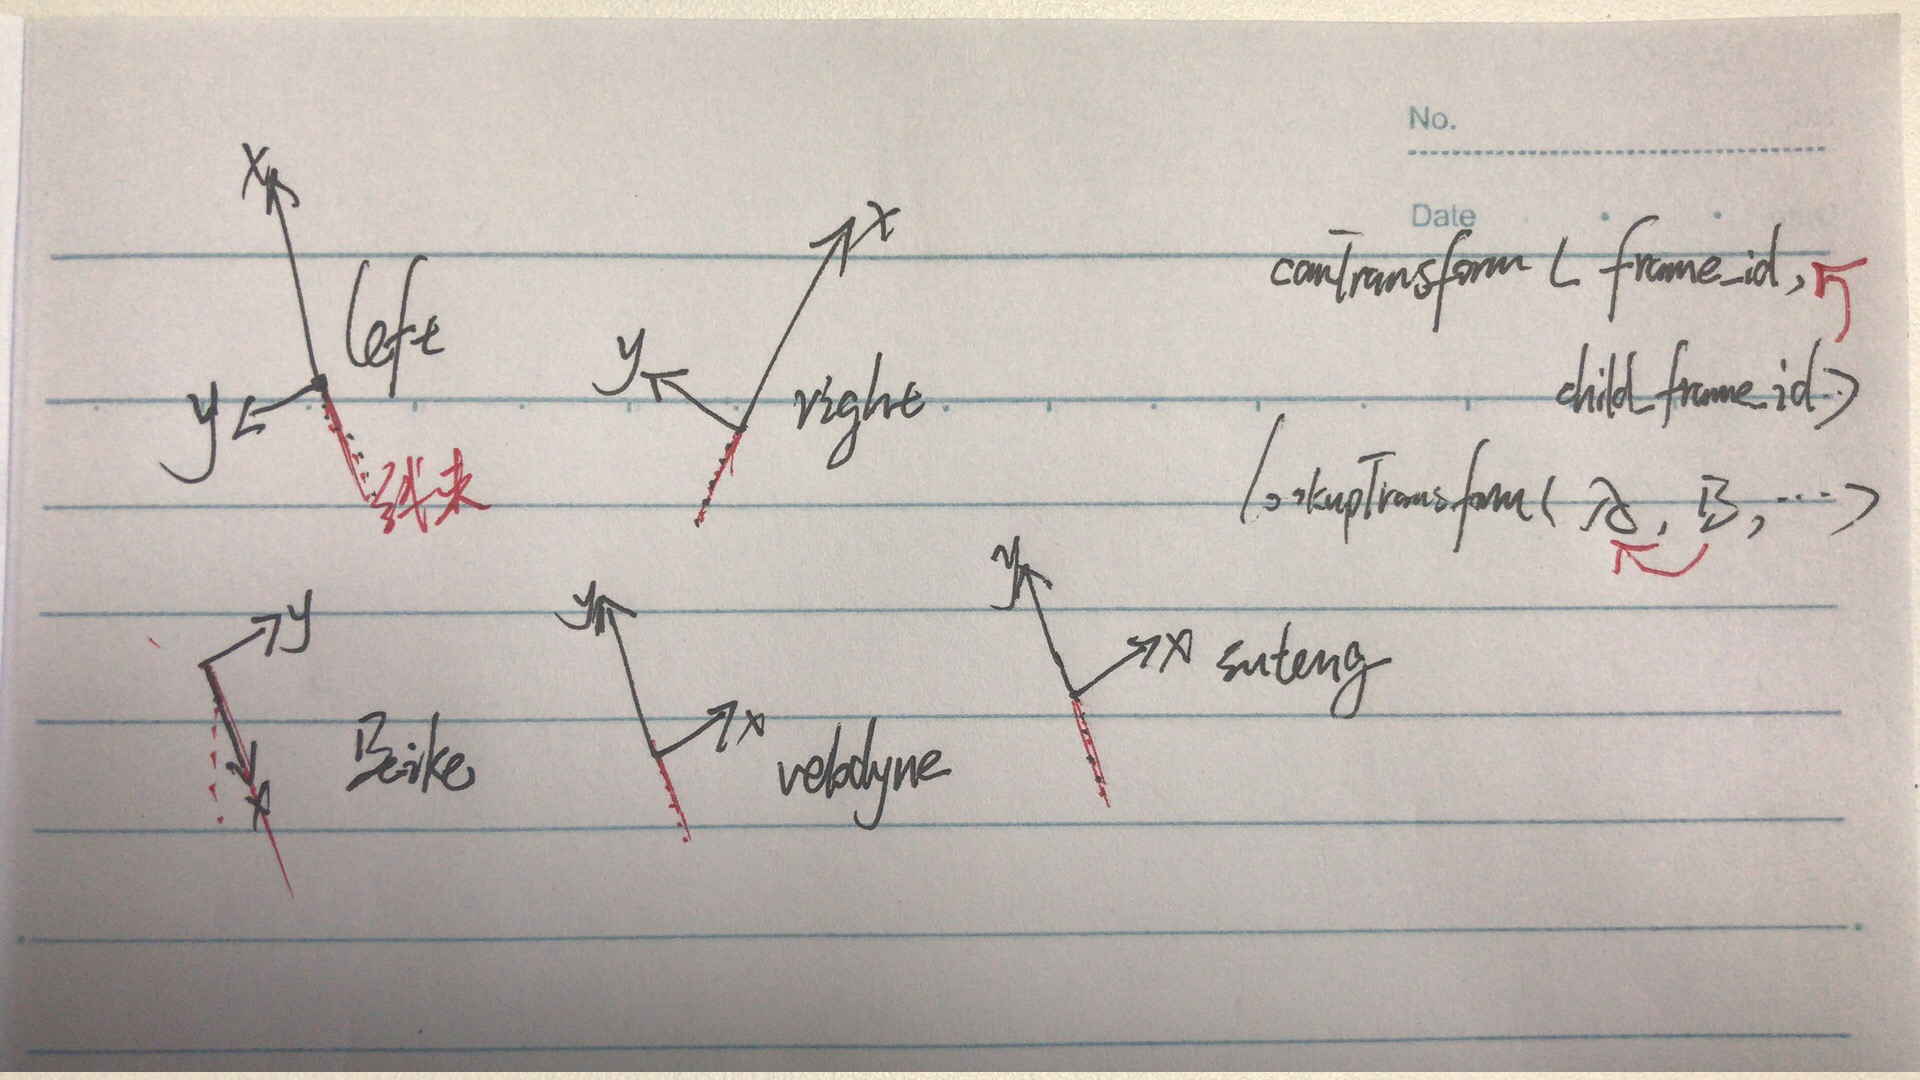 No.
Date
x
y
left
线束
x
y
right
canTransform ( frame_id,
child_frame_id)
lookupTransform( A, B, ...)
y
x
Beike
y
x
velodyne
y
x
suteng